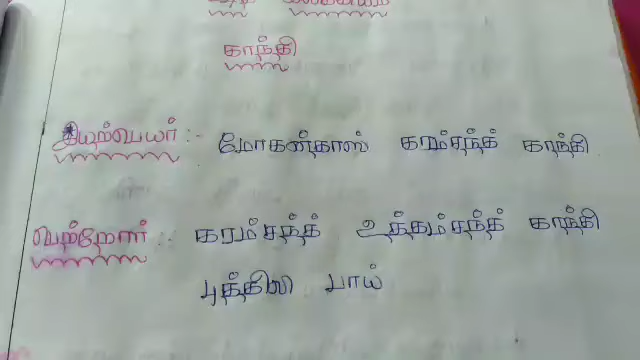 காந்தி
இயற்பெயர் :- மோகன்தாஸ் கரம்சந்த் காந்தி
பெற்றோர் :- கரம்சந்த் உத்தம்சந்த் காந்தி
புத்திலி பாய்